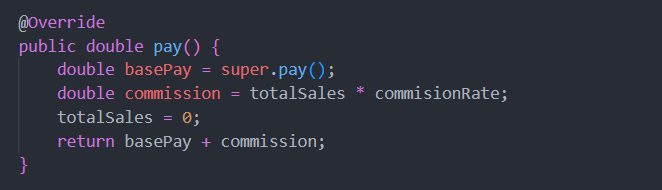 @Override
public double pay() {
    double basePay = super.pay();
    double commission = totalSales * commisionRate;
    totalSales = 0;
    return basePay + commission;
}